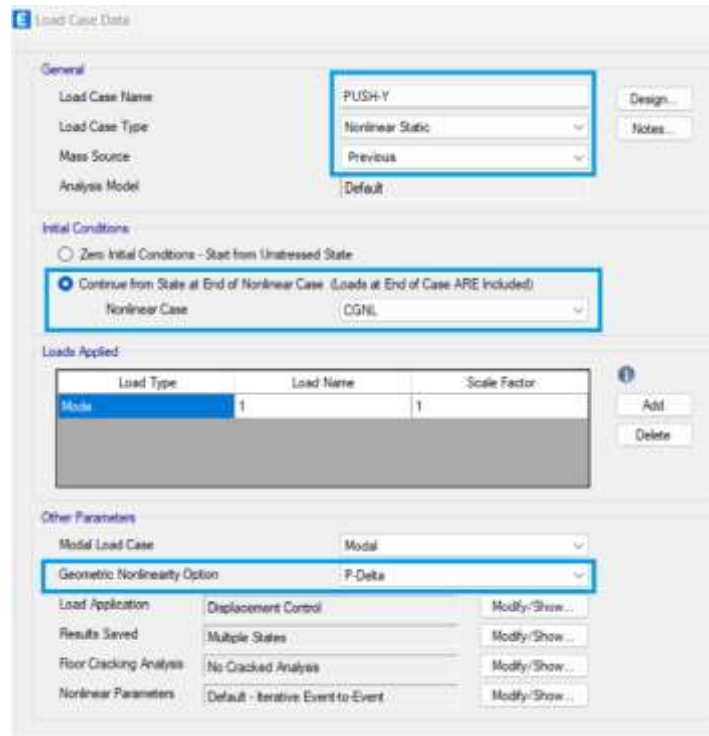 E Load Case Data
General
Load Case Name PUSH-Y Design...
Load Case Type Nonlinear Static Notes...
Mass Source Previous
Analysis Model Default
Initial Conditions
Zero Initial Conditions - Start from Unstressed State
Continue from State at End of Nonlinear Case (Loads at End of Case ARE Included)
Nonlinear Case CGNL
Loads Applied
Load Type Load Name Scale Factor
Mode 1 1 Add
Delete
Other Parameters
Modal Load Case Modal
Geometric Nonlinearity Option P-Delta
Load Application Displacement Control Modify/Show...
Results Saved Multiple States Modify/Show...
Floor Cracking Analysis No Cracked Analysis Modify/Show...
Nonlinear Parameters Default - Iterative Event-to-Event Modify/Show...